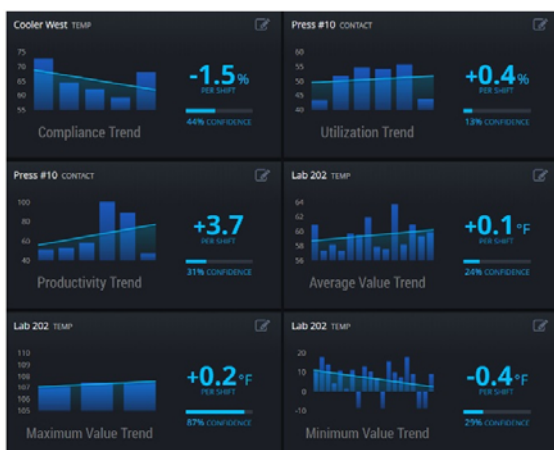 Cooler West TEMP
75
70
65
60
55
-1.5%
PER SHIFT
44% CONFIDENCE
Compliance Trend
Press #10 CONTACT
60
55
50
45
40
+0.4%
PER SHIFT
13% CONFIDENCE
Utilization Trend
Press #10 CONTACT
100
80
60
40
+3.7
PER SHIFT
31% CONFIDENCE
Productivity Trend
Lab 202 TEMP
64
62
60
58
56
+0.1°F
PER SHIFT
24% CONFIDENCE
Average Value Trend
Lab 202 TEMP
110
109
108
107
106
105
+0.2°F
PER SHIFT
87% CONFIDENCE
Maximum Value Trend
Lab 202 TEMP
20
10
0
-10
-0.4°F
PER SHIFT
29% CONFIDENCE
Minimum Value Trend